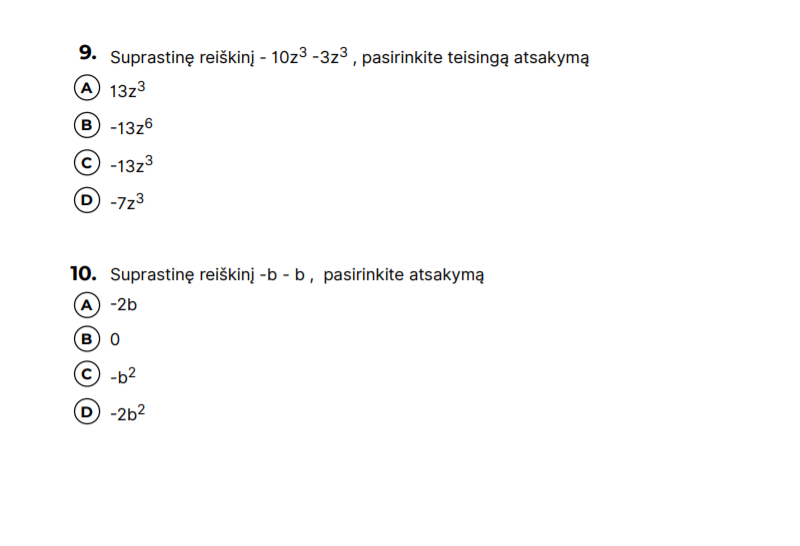 9. Suprastinę reiškinį - 10z³ -3z³ , pasirinkite teisingą atsakymą
A 13z³
B -13z⁶
C -13z³
D -7z³
10. Suprastinę reiškinį -b - b , pasirinkite atsakymą
A -2b
B 0
C -b²
D -2b²